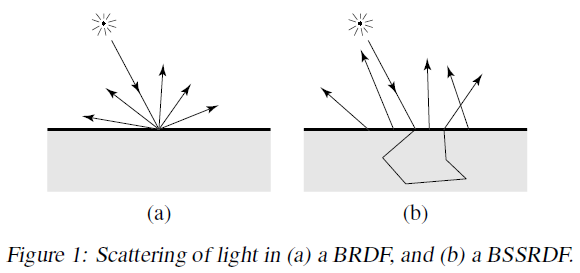 (a)
(b)
Figure 1: Scattering of light in (a) a BRDF, and (b) a BSSRDF.